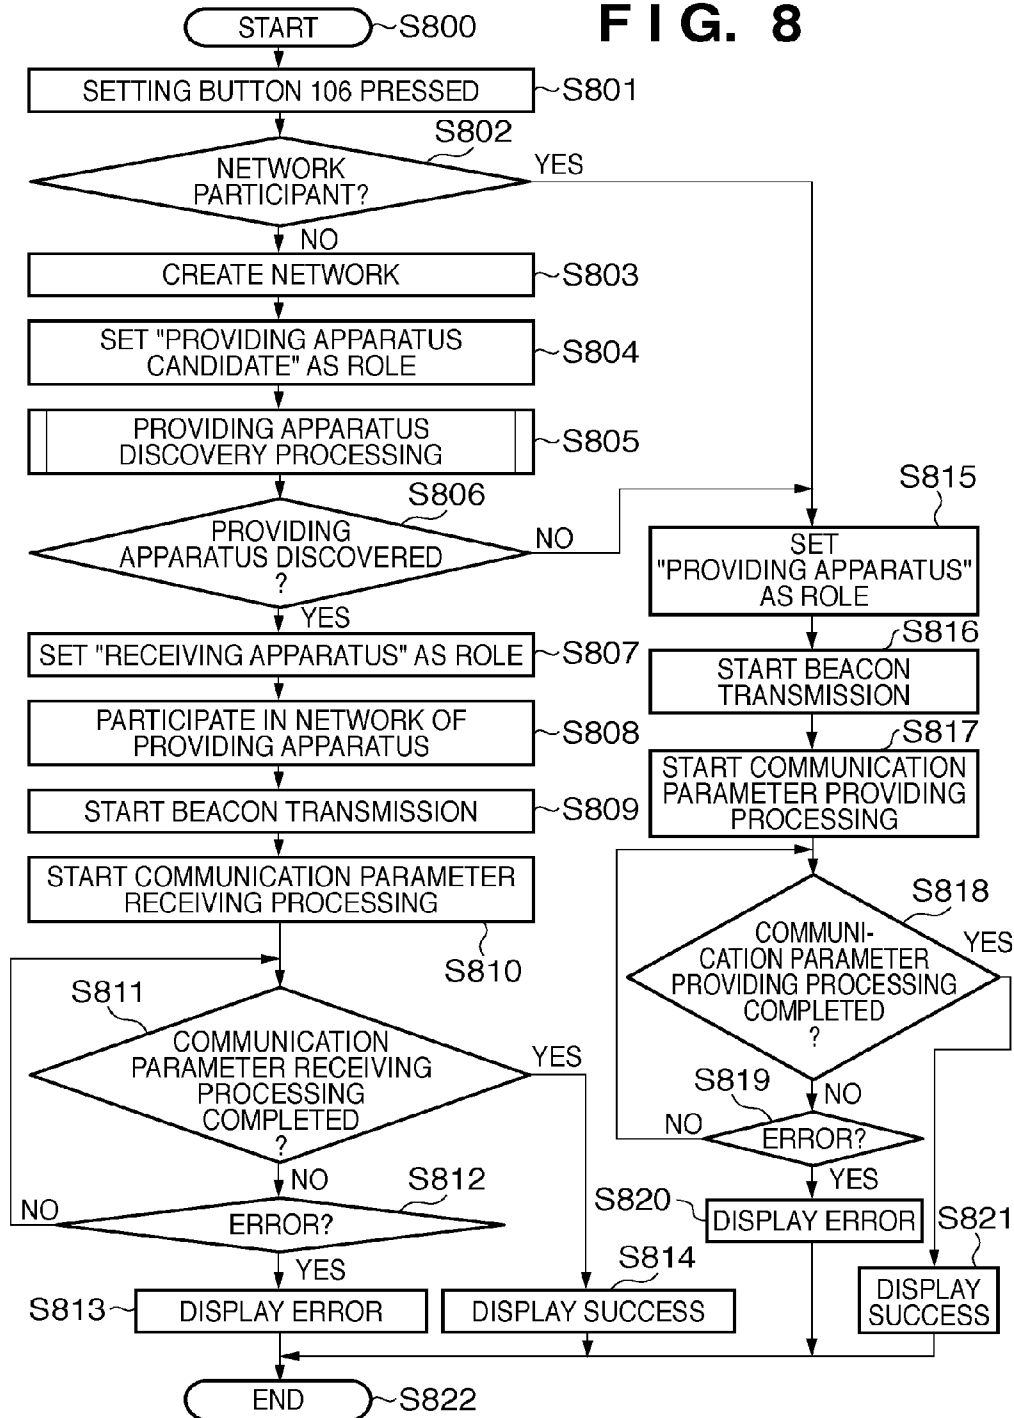 FIG. 8
START
S800
SETTING BUTTON 106 PRESSED
S801
S802
NETWORK
PARTICIPANT?
YES
NO
CREATE NETWORK
S803
SET "PROVIDING APPARATUS
CANDIDATE" AS ROLE
S804
PROVIDING APPARATUS
DISCOVERY PROCESSING
S805
S806
PROVIDING
APPARATUS DISCOVERED
?
NO
YES
SET "RECEIVING APPARATUS" AS ROLE
S807
PARTICIPATE IN NETWORK OF
PROVIDING APPARATUS
S808
START BEACON TRANSMISSION
S809
START COMMUNICATION PARAMETER
RECEIVING PROCESSING
S810
S811
COMMUNICATION
PARAMETER RECEIVING
PROCESSING
COMPLETED
?
YES
NO
S812
ERROR?
NO
YES
S813
DISPLAY ERROR
S814
DISPLAY SUCCESS
S815
SET
"PROVIDING APPARATUS"
AS ROLE
S816
START BEACON
TRANSMISSION
S817
START COMMUNICATION
PARAMETER PROVIDING
PROCESSING
S818
COMMUNI-
CATION PARAMETER
PROVIDING PROCESSING
COMPLETED
?
YES
NO
S819
ERROR?
NO
YES
S820
DISPLAY ERROR
S821
DISPLAY
SUCCESS
END
S822